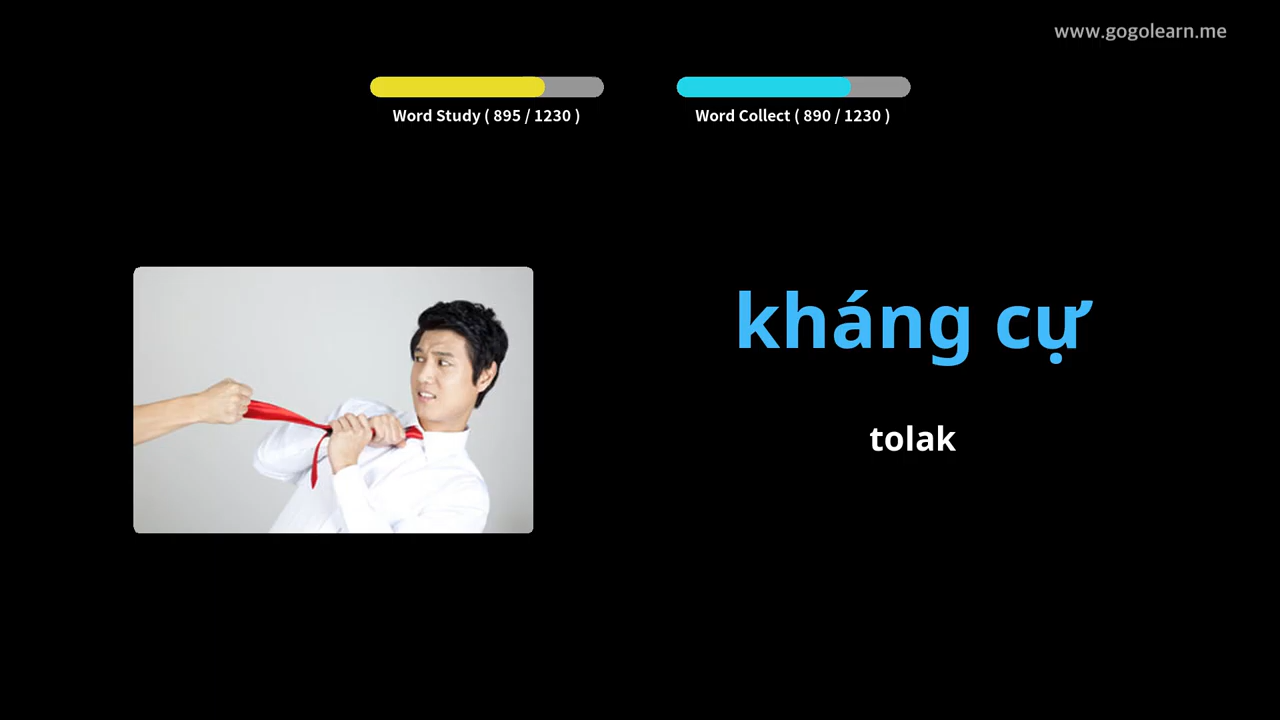 www.gogolearn.me
Word Study ( 895 / 1230 )
Word Collect ( 890 / 1230 )
kháng cự
tolak